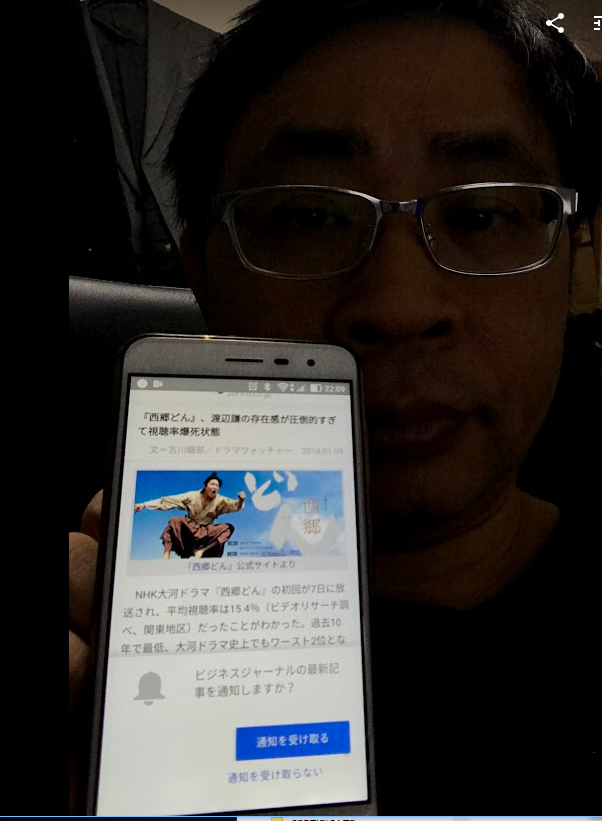 22:09
『西郷どん』、渡辺謙の存在感が圧倒的すぎ
て視聴率爆死状態
文=吉川織部/ドラマウォッチャー 2018.01.09
どん
西郷
『西郷どん』公式サイトより
NHK大河ドラマ『西郷どん』の初回が7日に放
送され、平均視聴率は15.4%（ビデオリサーチ調
べ、関東地区）だったことがわかった。過去10
年で最低、大河ドラマ史上でもワースト2位とな
ビジネスジャーナルの最新記
事を通知しますか？
通知を受け取る
通知を受け取らない